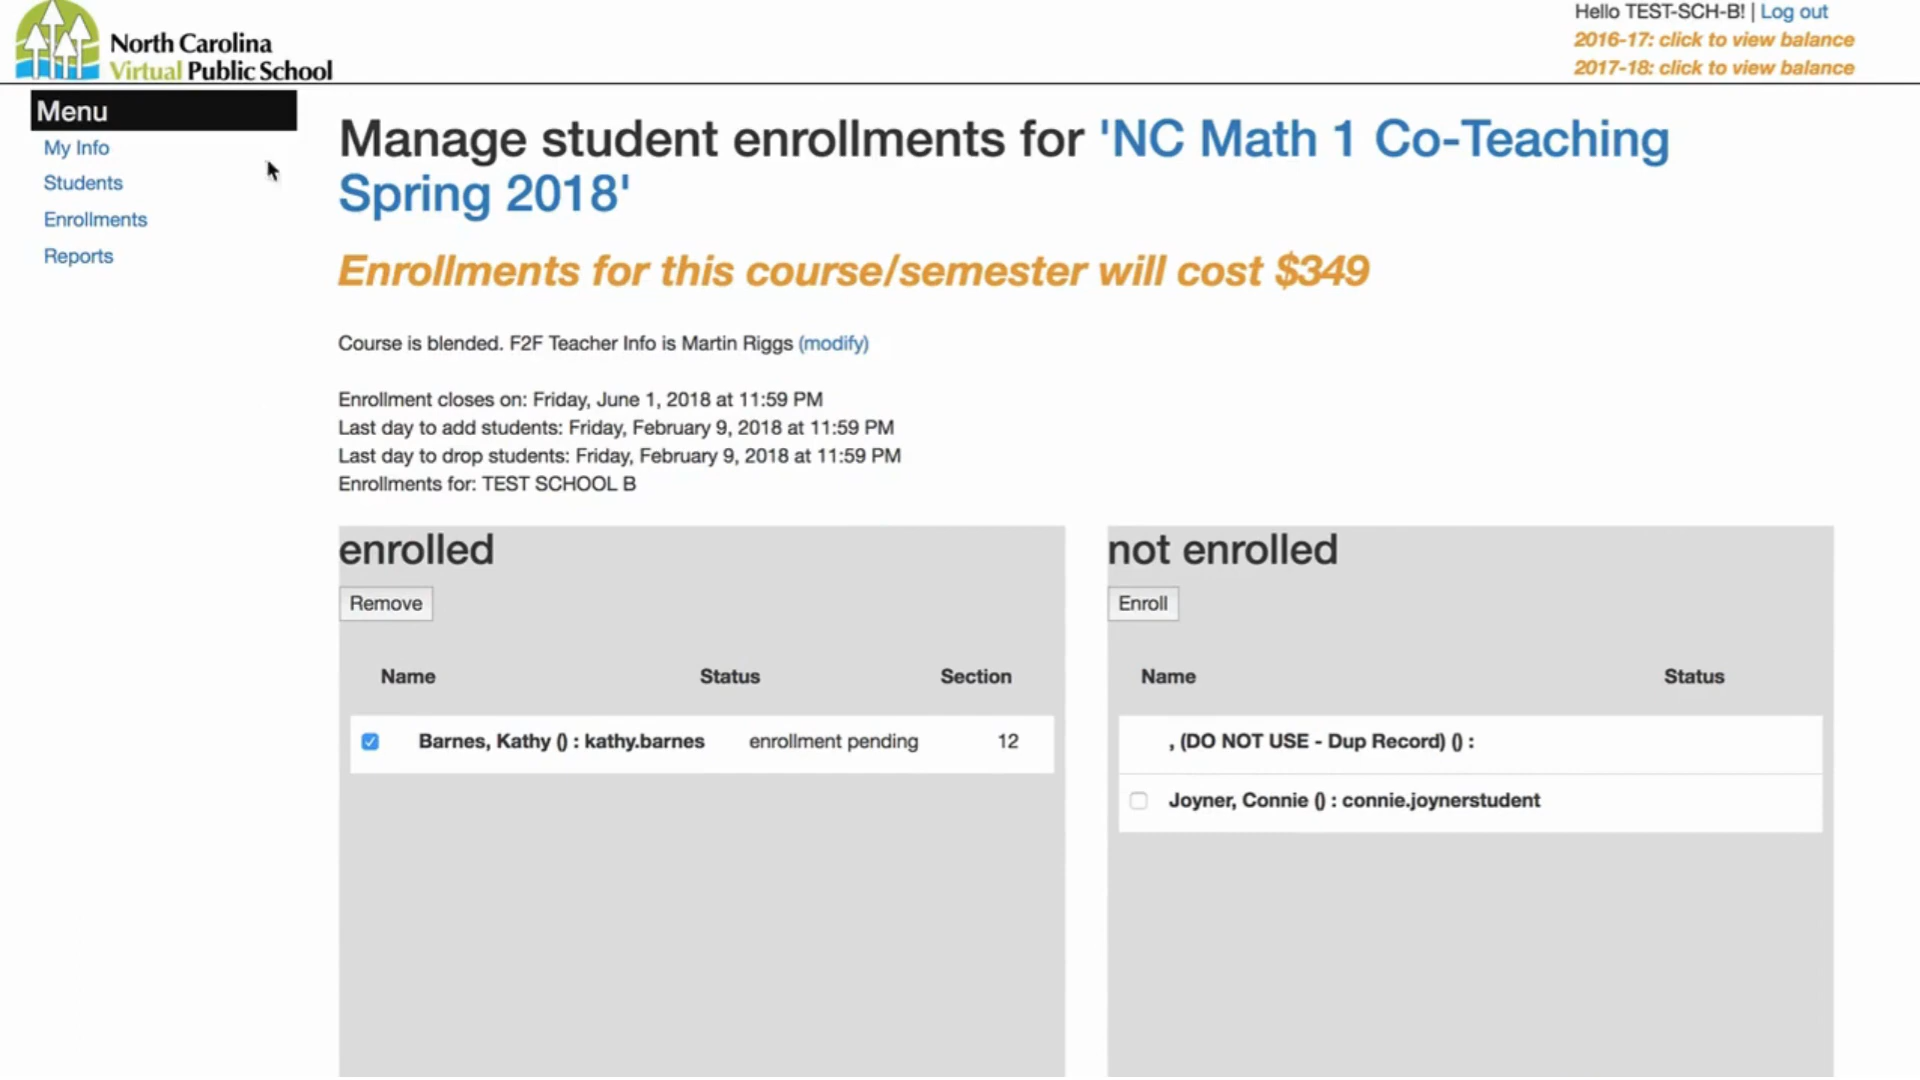 North Carolina
Virtual Public School
Hello TEST-SCH-B! | Log out
2016-17: click to view balance
2017-18: click to view balance
Menu
My Info
Students
Enrollments
Reports
Manage student enrollments for 'NC Math 1 Co-Teaching
Spring 2018'
Enrollments for this course/semester will cost $349
Course is blended. F2F Teacher Info is Martin Riggs (modify)
Enrollment closes on: Friday, June 1, 2018 at 11:59 PM
Last day to add students: Friday, February 9, 2018 at 11:59 PM
Last day to drop students: Friday, February 9, 2018 at 11:59 PM
Enrollments for: TEST SCHOOL B
enrolled
Remove
Name Status Section
Barnes, Kathy () : kathy.barnes enrollment pending 12
not enrolled
Enroll
Name Status
, (DO NOT USE - Dup Record) () :
Joyner, Connie () : connie.joynerstudent